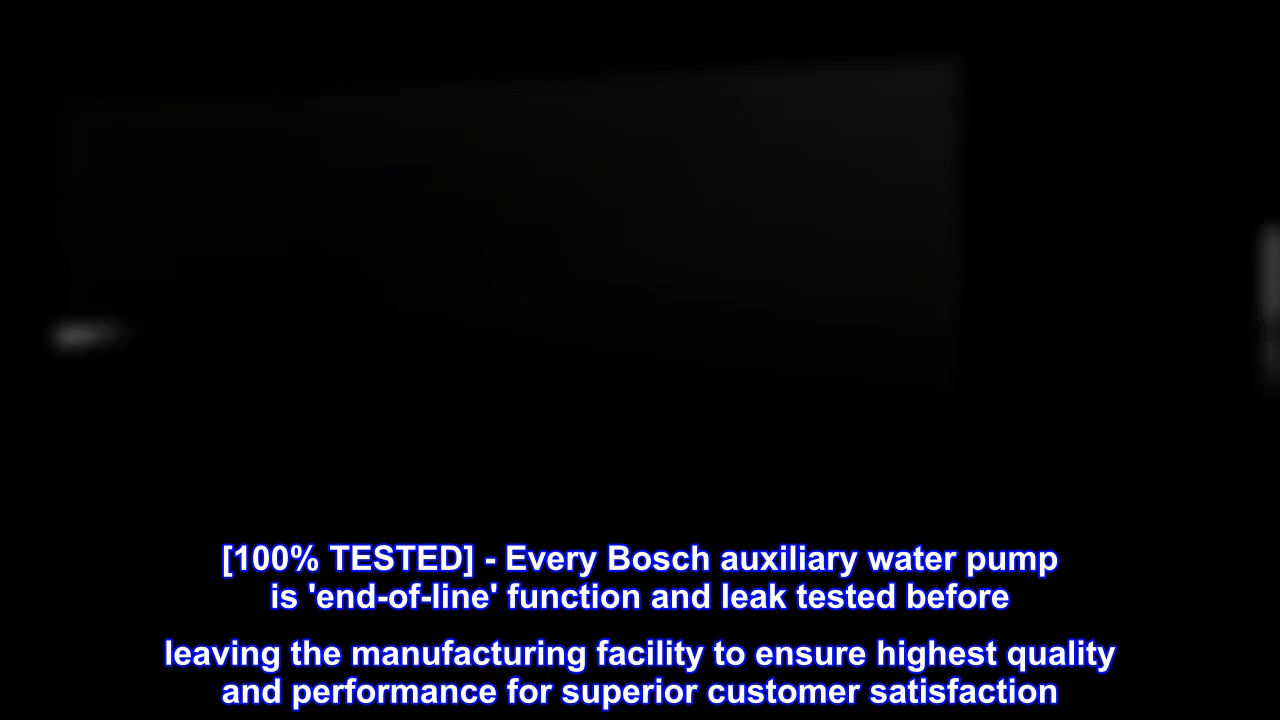 [100% TESTED] - Every Bosch auxiliary water pump
is 'end-of-line' function and leak tested before
leaving the manufacturing facility to ensure highest quality
and performance for superior customer satisfaction